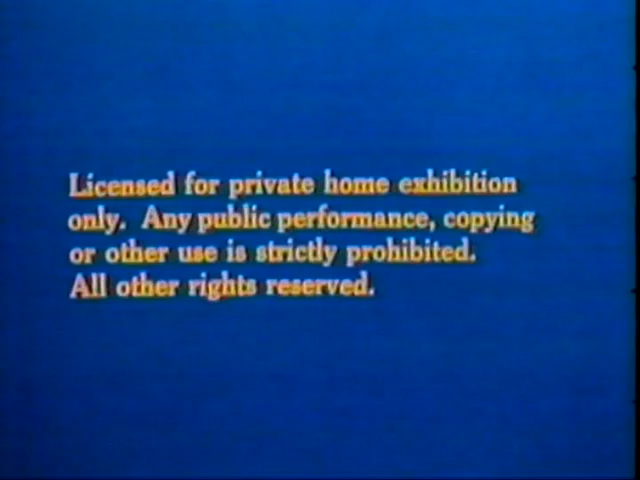 Licensed for private home exhibition
only.  Any public performance, copying
or other use is strictly prohibited.
All other rights reserved.